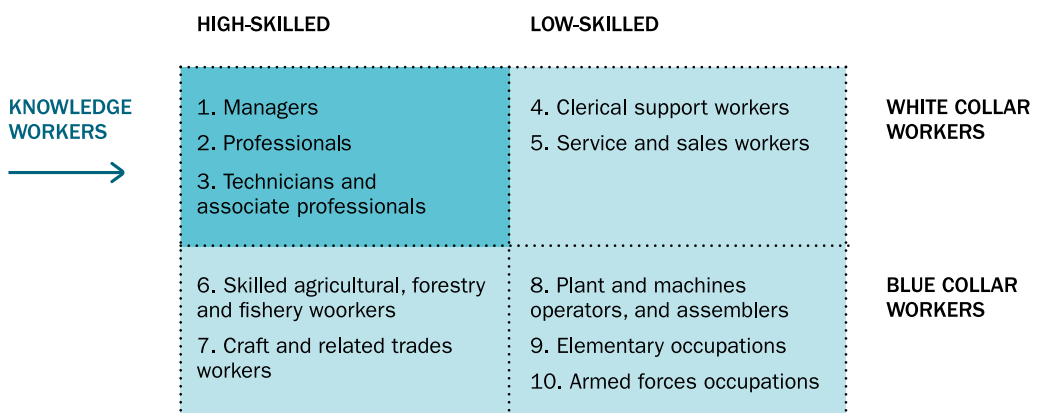 HIGH-SKILLED
LOW-SKILLED
KNOWLEDGE
WORKERS
1. Managers
2. Professionals
3. Technicians and
associate professionals
4. Clerical support workers
5. Service and sales workers
WHITE COLLAR
WORKERS
6. Skilled agricultural, forestry
and fishery woorkers
7. Craft and related trades
workers
8. Plant and machines
operators, and assemblers
9. Elementary occupations
10. Armed forces occupations
BLUE COLLAR
WORKERS